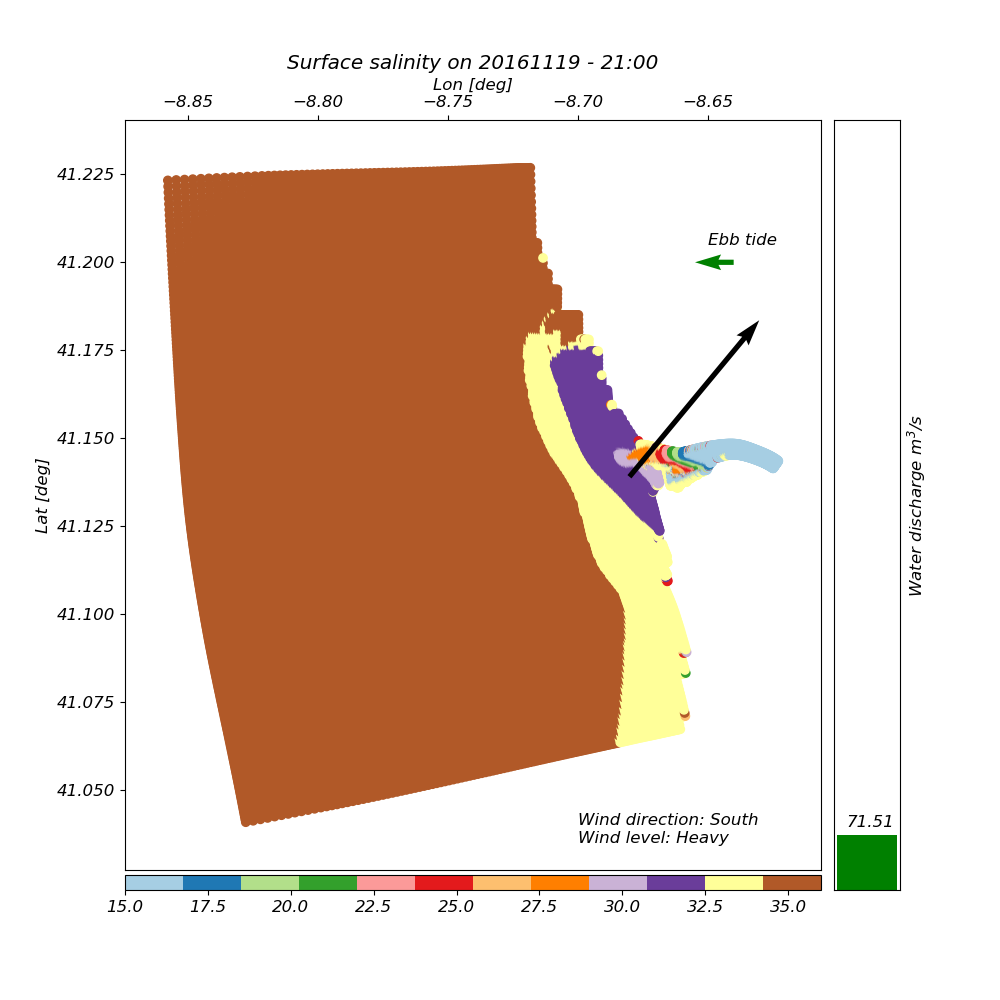 Surface salinity on 20161119 - 21:00
Lon [deg]
−8.85 −8.80 −8.75 −8.70 −8.65
41.225
41.200
41.175
41.150
41.125
41.100
41.075
41.050
Lat [deg]
Ebb tide
Wind direction: South
Wind level: Heavy
71.51
Water discharge m³/s
15.0 17.5 20.0 22.5 25.0 27.5 30.0 32.5 35.0